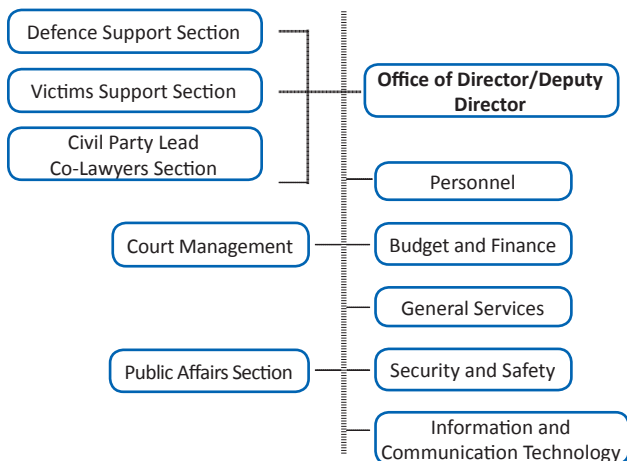 Defence Support Section
Victims Support Section
Civil Party Lead
Co-Lawyers Section
Office of Director/Deputy
Director
Personnel
Court Management
Budget and Finance
General Services
Public Affairs Section
Security and Safety
Information and
Communication Technology